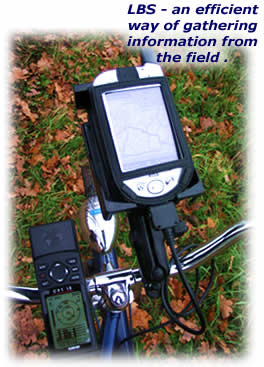 LBS - an efficient
way of gathering
information from
the field .